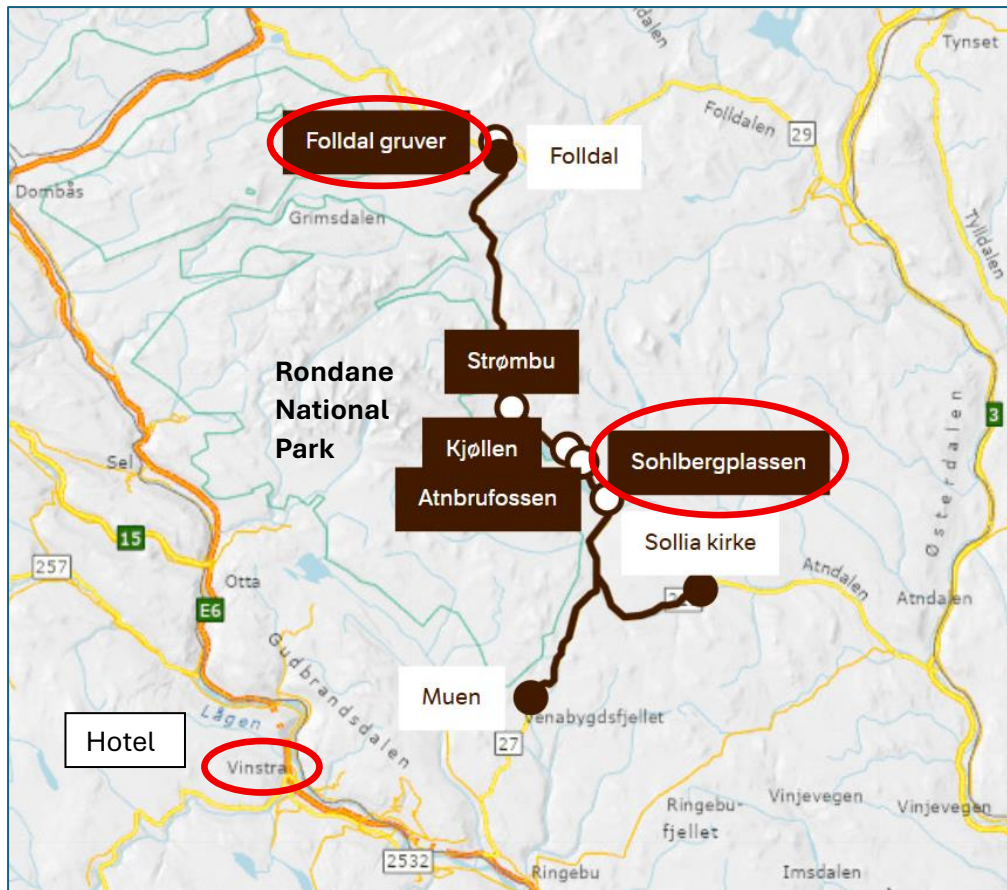 Tynset
Folldal gruver
Folldal
Folldalen
29
Dombås
Grimsdalen
Tylldalen
Strømbu
Rondane
National
Park
3
Kjøllen
Sohlbergplassen
Sel
Atnbrufossen
Østerdalen
15
Sollia kirke
257
Otta
Atndalen
E6
Atndalen
Gudbrandsdalen
Muen
Lågen
Venabygdsfjellet
Hotel
27
Vinstra
Ringebu-
fjellet
Vinjevegen
Vinjevegen
2532
Ringebu
Imsdalen